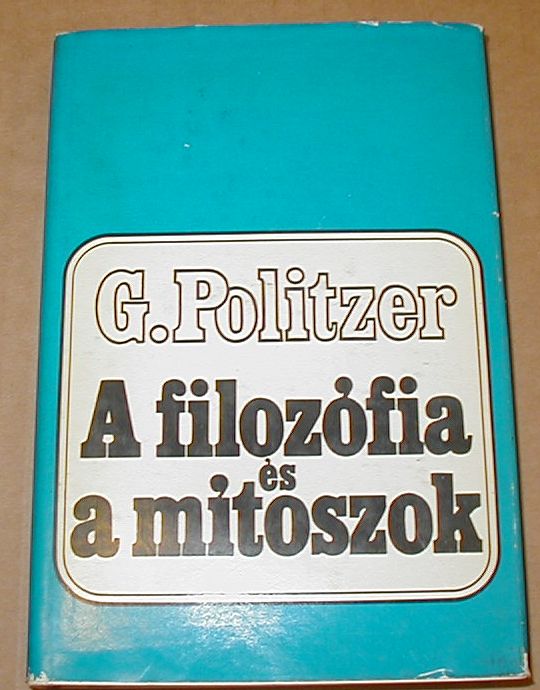 G. Politzer
A filozófia
és
a mítoszok